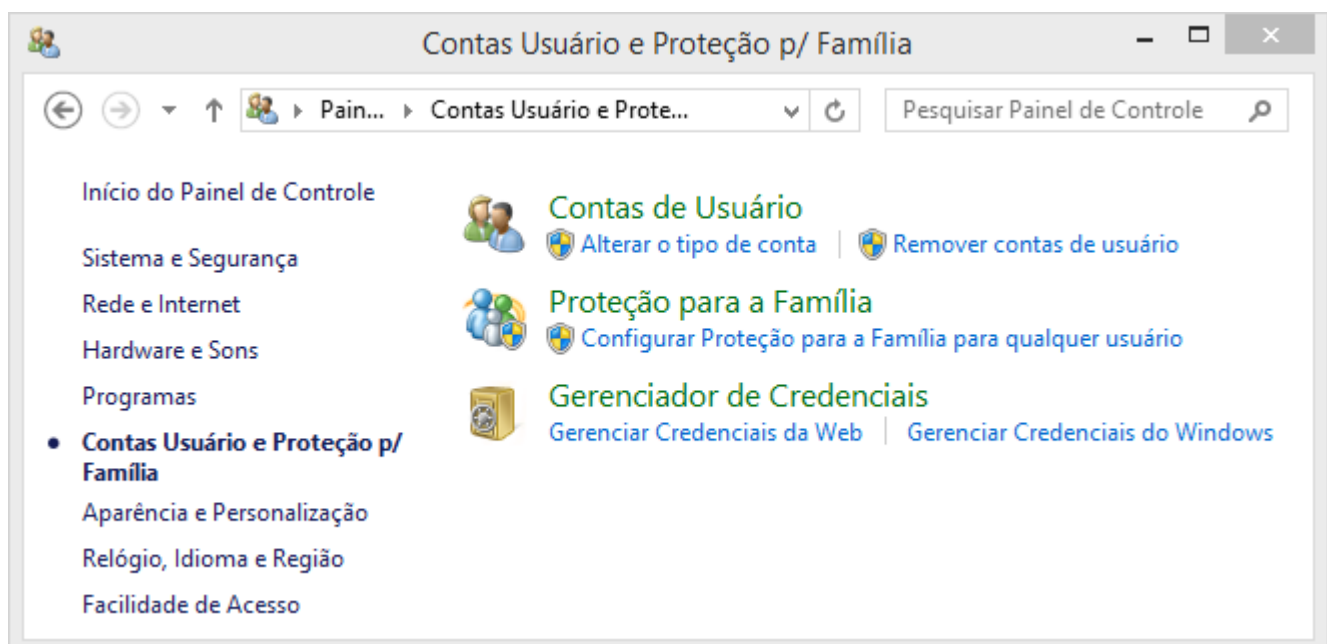 Contas Usuário e Proteção p/ Família
Pain... Contas Usuário e Prote... Pesquisar Painel de Controle
Início do Painel de Controle
Sistema e Segurança
Rede e Internet
Hardware e Sons
Programas
Contas Usuário e Proteção p/
Família
Aparência e Personalização
Relógio, Idioma e Região
Facilidade de Acesso
Contas de Usuário
Alterar o tipo de conta Remover contas de usuário
Proteção para a Família
Configurar Proteção para a Família para qualquer usuário
Gerenciador de Credenciais
Gerenciar Credenciais da Web Gerenciar Credenciais do Windows